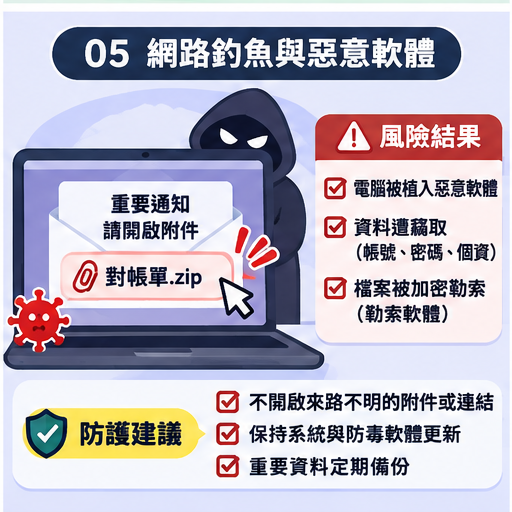 05 網路釣魚與惡意軟體
重要通知
請開啟附件
對帳單.zip
風險結果
電腦被植入惡意軟體
資料遭竊取
（帳號、密碼、個資）
檔案被加密勒索
（勒索軟體）
防護建議
不開啟來路不明的附件或連結
保持系統與防毒軟體更新
重要資料定期備份